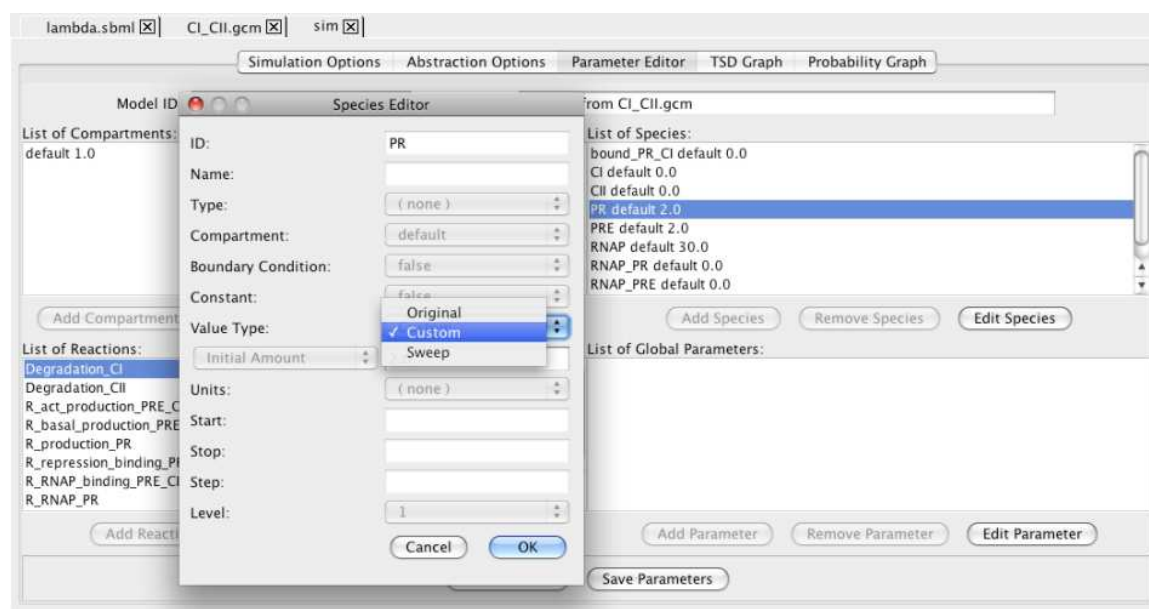 lambda.sbml CI_CII.gcm sim
Simulation Options Abstraction Options Parameter Editor TSD Graph Probability Graph
Model ID
from CI_CII.gcm
List of Compartments:
default 1.0
Add Compartment
List of Reactions:
Degradation_CI
Degradation_CII
R_act_production_PRE_C
R_basal_production_PRE
R_production_PR
R_repression_binding_PR
R_RNAP_binding_PRE_CI
R_RNAP_PR
Add Reacti
Species Editor
ID: PR
Name:
Type: ( none )
Compartment: default
Boundary Condition: false
Constant: false
Value Type:
Original
✓ Custom
Sweep
Initial Amount
Units: ( none )
Start:
Stop:
Step:
Level: 1
Cancel OK
List of Species:
bound_PR_CI default 0.0
CI default 0.0
CII default 0.0
PR default 2.0
PRE default 2.0
RNAP default 30.0
RNAP_PR default 0.0
RNAP_PRE default 0.0
Add Species Remove Species Edit Species
List of Global Parameters:
Add Parameter Remove Parameter Edit Parameter
Save Parameters